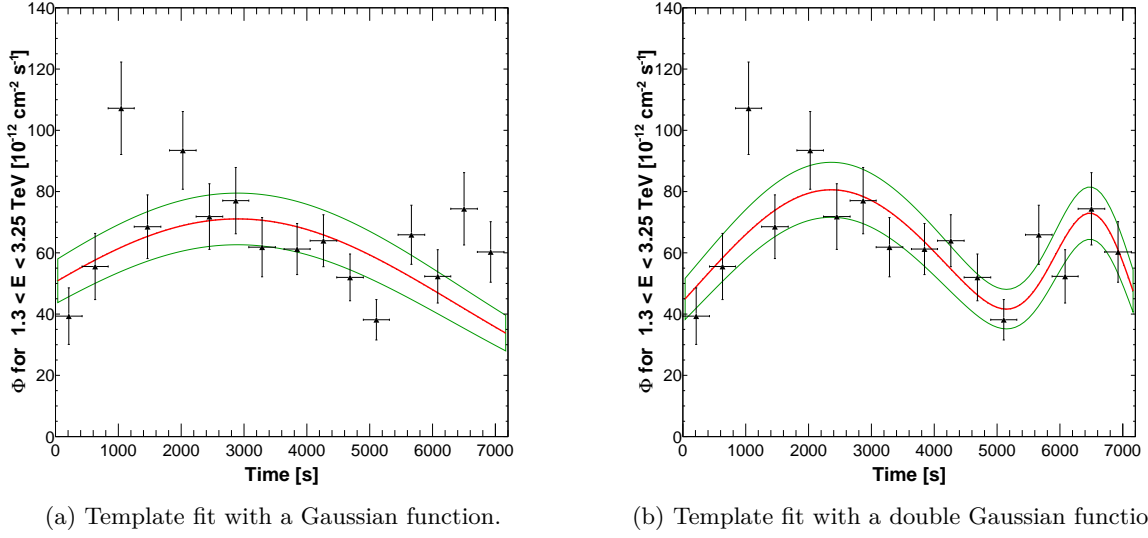 140
120
100
80
60
40
20
0
Φ for 1.3 < E < 3.25 TeV [10⁻¹² cm⁻² s⁻¹]
0 1000 2000 3000 4000 5000 6000 7000
Time [s]
(a) Template fit with a Gaussian function.
140
120
100
80
60
40
20
0
Φ for 1.3 < E < 3.25 TeV [10⁻¹² cm⁻² s⁻¹]
0 1000 2000 3000 4000 5000 6000 7000
Time [s]
(b) Template fit with a double Gaussian functio